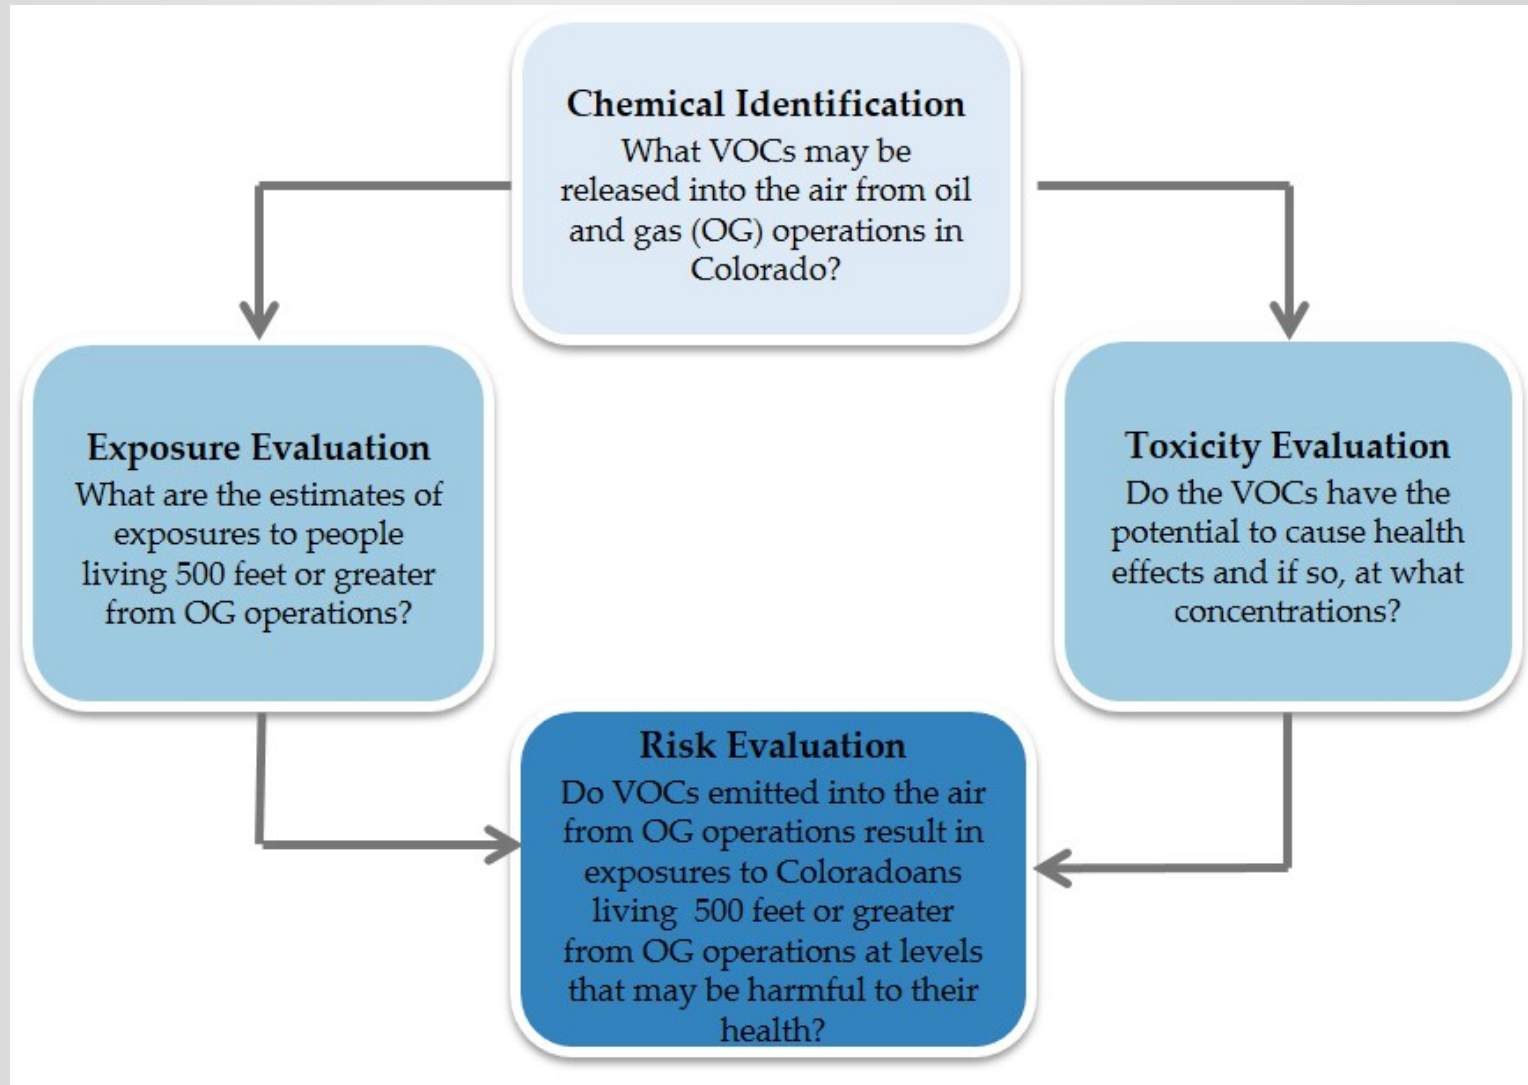 Chemical Identification
What VOCs may be
released into the air from oil
and gas (OG) operations in
Colorado?
Exposure Evaluation
What are the estimates of
exposures to people
living 500 feet or greater
from OG operations?
Toxicity Evaluation
Do the VOCs have the
potential to cause health
effects and if so, at what
concentrations?
Risk Evaluation
Do VOCs emitted into the air
from OG operations result in
exposures to Coloradoans
living 500 feet or greater
from OG operations at levels
that may be harmful to their
health?